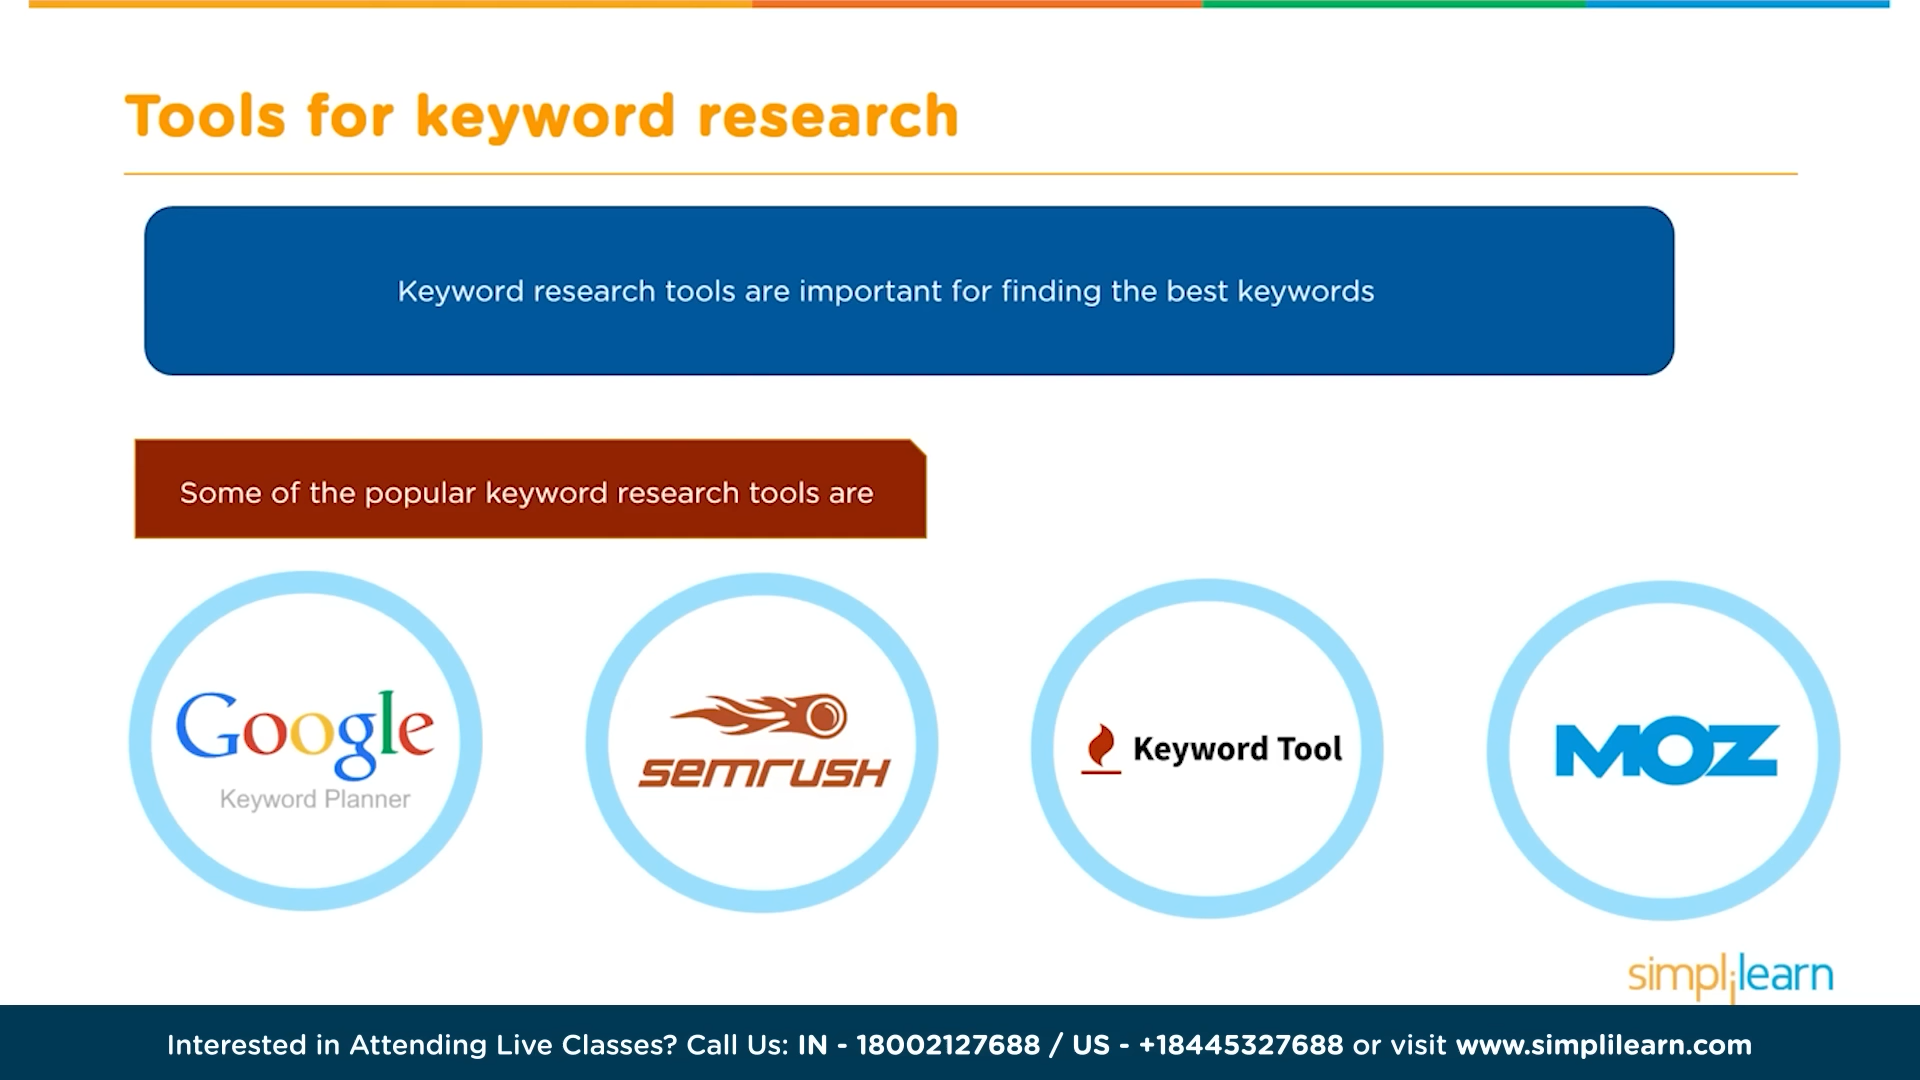 Tools for keyword research
Keyword research tools are important for finding the best keywords
Some of the popular keyword research tools are
Google
Keyword Planner
semrush
Keyword Tool
MOZ
simplilearn
Interested in Attending Live Classes? Call Us: IN - 18002127688 / US - +18445327688 or visit www.simplilearn.com